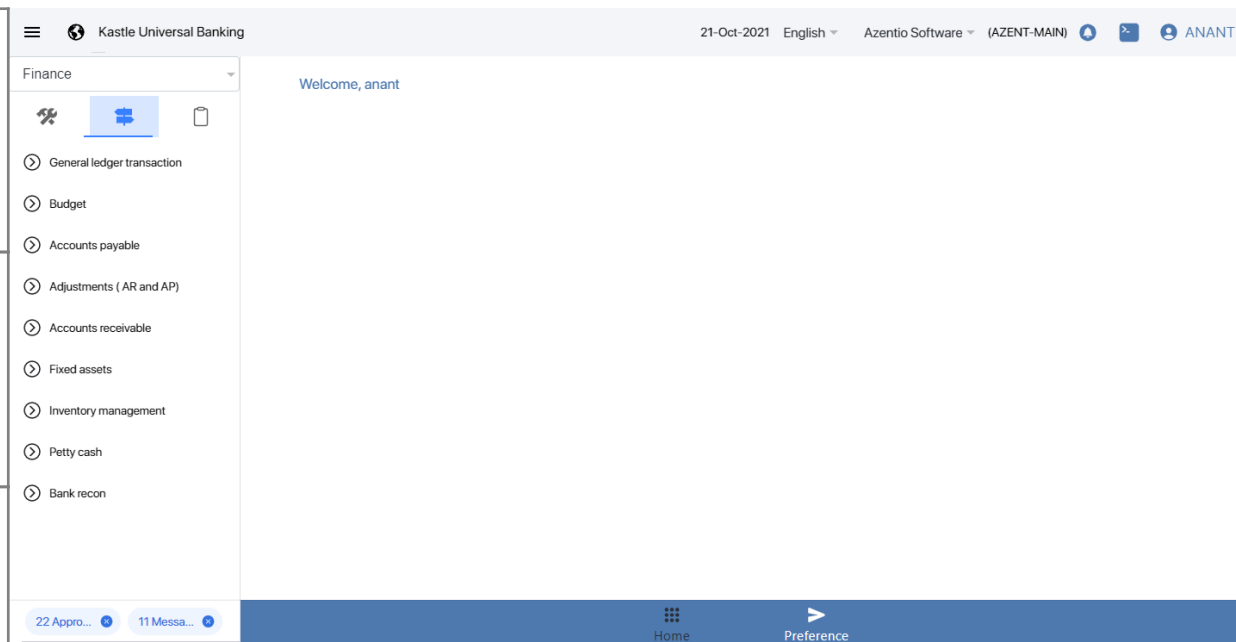 Kastle Universal Banking 21-Oct-2021 English Azentio Software (AZENT-MAIN) ANANT
Finance
Welcome, anant
General ledger transaction
Budget
Accounts payable
Adjustments ( AR and AP)
Accounts receivable
Fixed assets
Inventory management
Petty cash
Bank recon
22 Appro... 11 Messa...
Home Preference